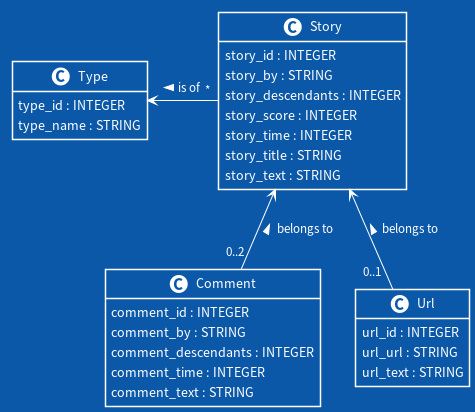 C Story
story_id : INTEGER
story_by : STRING
story_descendants : INTEGER
story_score : INTEGER
story_time : INTEGER
story_title : STRING
story_text : STRING
C Type
type_id : INTEGER
type_name : STRING
is of *
belongs to
belongs to
0..2
0..1
C Comment
comment_id : INTEGER
comment_by : STRING
comment_descendants : INTEGER
comment_time : INTEGER
comment_text : STRING
C Url
url_id : INTEGER
url_url : STRING
url_text : STRING